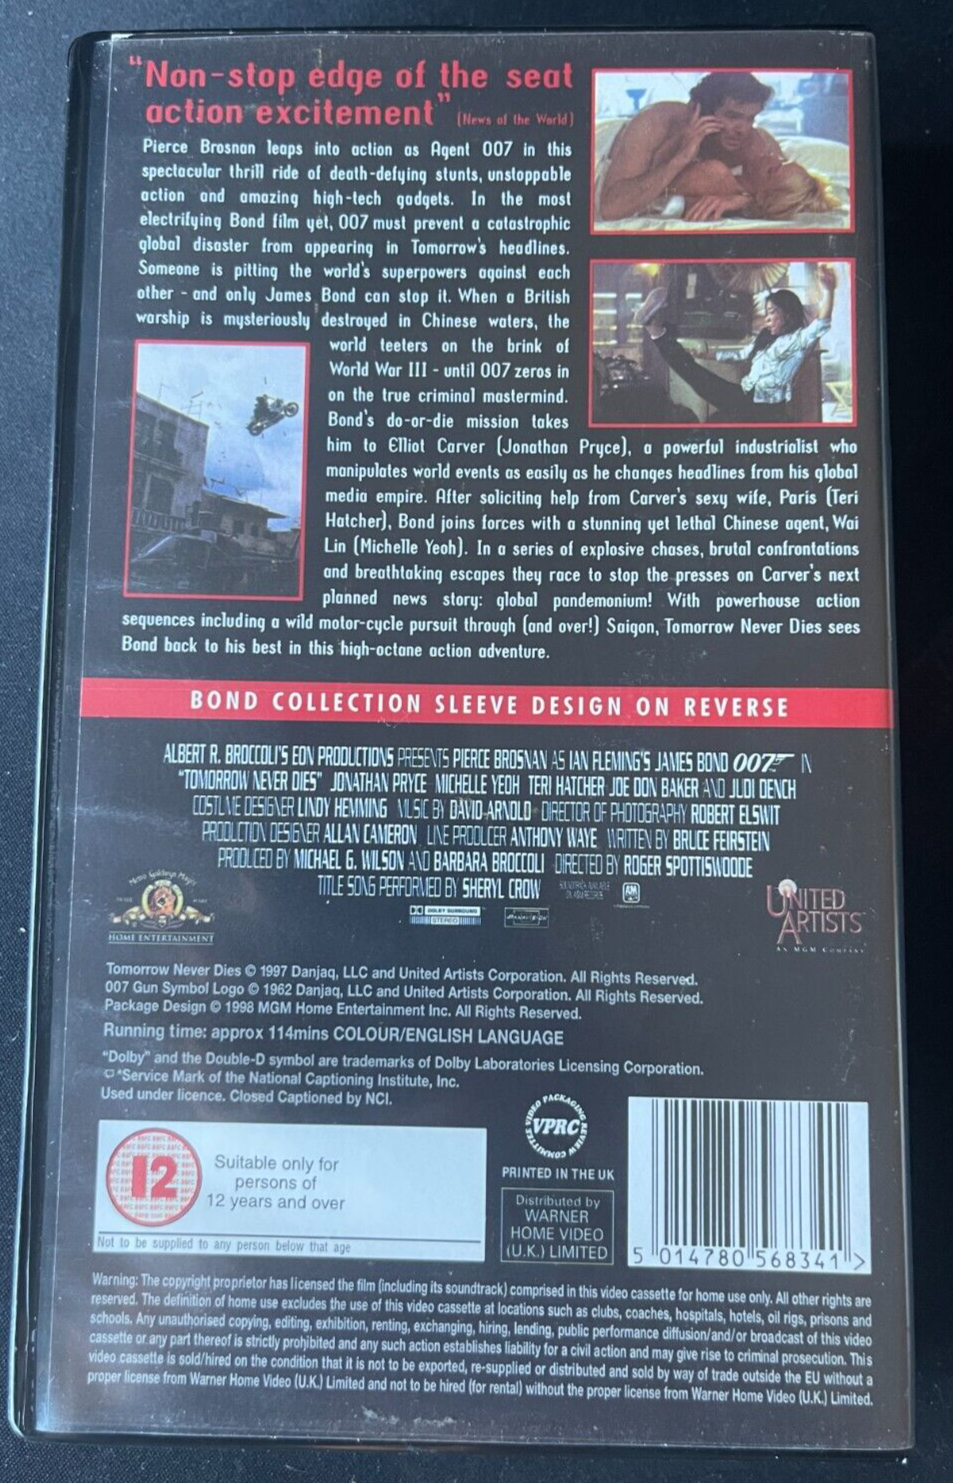 "Non-stop edge of the seat
action excitement" (News of the World)
Pierce Brosnan leaps into action as Agent 007 in this
spectacular thrill ride of death-defying stunts, unstoppable
action and amazing high-tech gadgets. In the most
electrifying Bond film yet, 007 must prevent a catastrophic
global disaster from appearing in Tomorrow's headlines.
Someone is pitting the world's superpowers against each
other - and only James Bond can stop it. When a British
warship is mysteriously destroyed in Chinese waters, the
world teeters on the brink of
World War III - until 007 zeros in
on the true criminal mastermind.
Bond's do-or-die mission takes
him to Elliot Carver (Jonathan Pryce), a powerful industrialist who
manipulates world events as easily as he changes headlines from his global
media empire. After soliciting help from Carver's sexy wife, Paris (Teri
Hatcher), Bond joins forces with a stunning yet lethal Chinese agent, Wai
Lin (Michelle Yeoh). In a series of explosive chases, brutal confrontations
and breathtaking escapes they race to stop the presses on Carver's next
planned news story: global pandemonium! With powerhouse action
sequences including a wild motor-cycle pursuit through (and over!) Saigon, Tomorrow Never Dies sees
Bond back to his best in this high-octane action adventure.
BOND COLLECTION SLEEVE DESIGN ON REVERSE
ALBERT R. BROCCOLI'S EON PRODUCTIONS PRESENTS PIERCE BROSNAN AS IAN FLEMING'S JAMES BOND 007 IN
"TOMORROW NEVER DIES" JONATHAN PRYCE MICHELLE YEOH TERI HATCHER JOE DON BAKER AND JUDI DENCH
COSTUME DESIGNER LINDY HEMMING MUSIC BY DAVID ARNOLD DIRECTOR OF PHOTOGRAPHY ROBERT ELSWIT
PRODUCTION DESIGNER ALLAN CAMERON LINE PRODUCER ANTHONY WAYE WRITTEN BY BRUCE FEIRSTEIN
PRODUCED BY MICHAEL G. WILSON AND BARBARA BROCCOLI DIRECTED BY ROGER SPOTTISWOODE
TITLE SONG PERFORMED BY SHERYL CROW
A&M
DOLBY SURROUND
STEREO
HOME ENTERTAINMENT
UNITED
ARTISTS
AN MGM COMPANY
Tomorrow Never Dies © 1997 Danjaq, LLC and United Artists Corporation. All Rights Reserved.
007 Gun Symbol Logo © 1962 Danjaq, LLC and United Artists Corporation. All Rights Reserved.
Package Design © 1998 MGM Home Entertainment Inc. All Rights Reserved.
Running time: approx 114mins COLOUR/ENGLISH LANGUAGE
"Dolby" and the Double-D symbol are trademarks of Dolby Laboratories Licensing Corporation.
*Service Mark of the National Captioning Institute, Inc.
Used under licence. Closed Captioned by NCI.
VIDEO PACKAGING REVIEW COMMITTEE
VPRC
PRINTED IN THE UK
Distributed by
WARNER
HOME VIDEO
(U.K.) LIMITED
5 014780 568341 >
12
Suitable only for
persons of
12 years and over
Not to be supplied to any person below that age
Warning: The copyright proprietor has licensed the film (including its soundtrack) comprised in this video cassette for home use only. All other rights are
reserved. The definition of home use excludes the use of this video cassette at locations such as clubs, coaches, hospitals, hotels, oil rigs, prisons and
schools. Any unauthorised copying, editing, exhibition, renting, exchanging, hiring, lending, public performance diffusion/and/or broadcast of this video
cassette or any part thereof is strictly prohibited and any such action establishes liability for a civil action and may give rise to criminal prosecution. This
video cassette is sold/hired on the condition that it is not to be exported, re-supplied or distributed and sold by way of trade outside the EU without a
proper license from Warner Home Video (U.K.) Limited and not to be hired (for rental) without the proper license from Warner Home Video (U.K.) Limited.